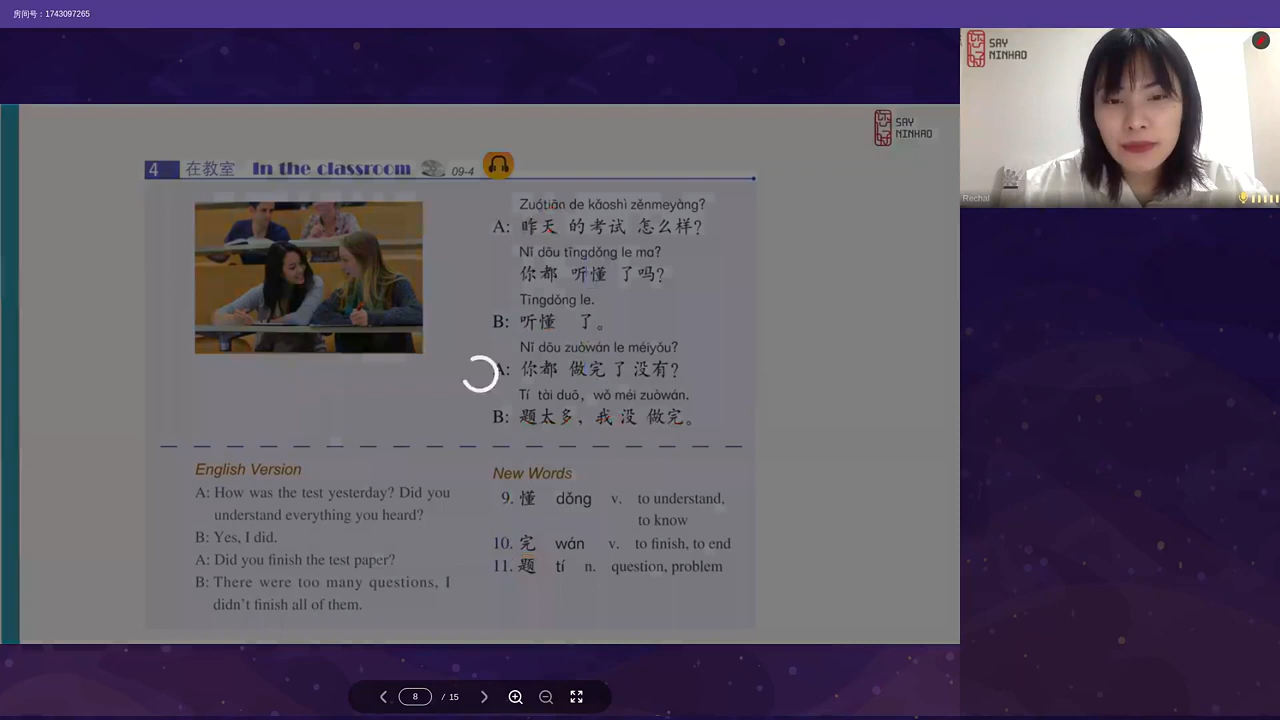 房间号：1743097265
SAY
NINHAO
SAY
NINHAO
Rechal
4 在教室 In the classroom 09-4
Zuótiān de kǎoshì zěnmeyàng?
A: 昨天 的考试 怎么样？
Nǐ dōu tīngdǒng le ma?
你都 听懂 了吗？
Tīngdǒng le.
B: 听懂 了。
Nǐ dōu zuòwán le méiyǒu?
A: 你都 做完了没有？
Tí tài duō, wǒ méi zuòwán.
B: 题太多，我没 做完。
English Version
A: How was the test yesterday? Did you
understand everything you heard?
B: Yes, I did.
A: Did you finish the test paper?
B: There were too many questions, I
didn't finish all of them.
New Words
9. 懂 dǒng v. to understand,
to know
10. 完 wán v. to finish, to end
11. 题 tí n. question, problem
8 / 15